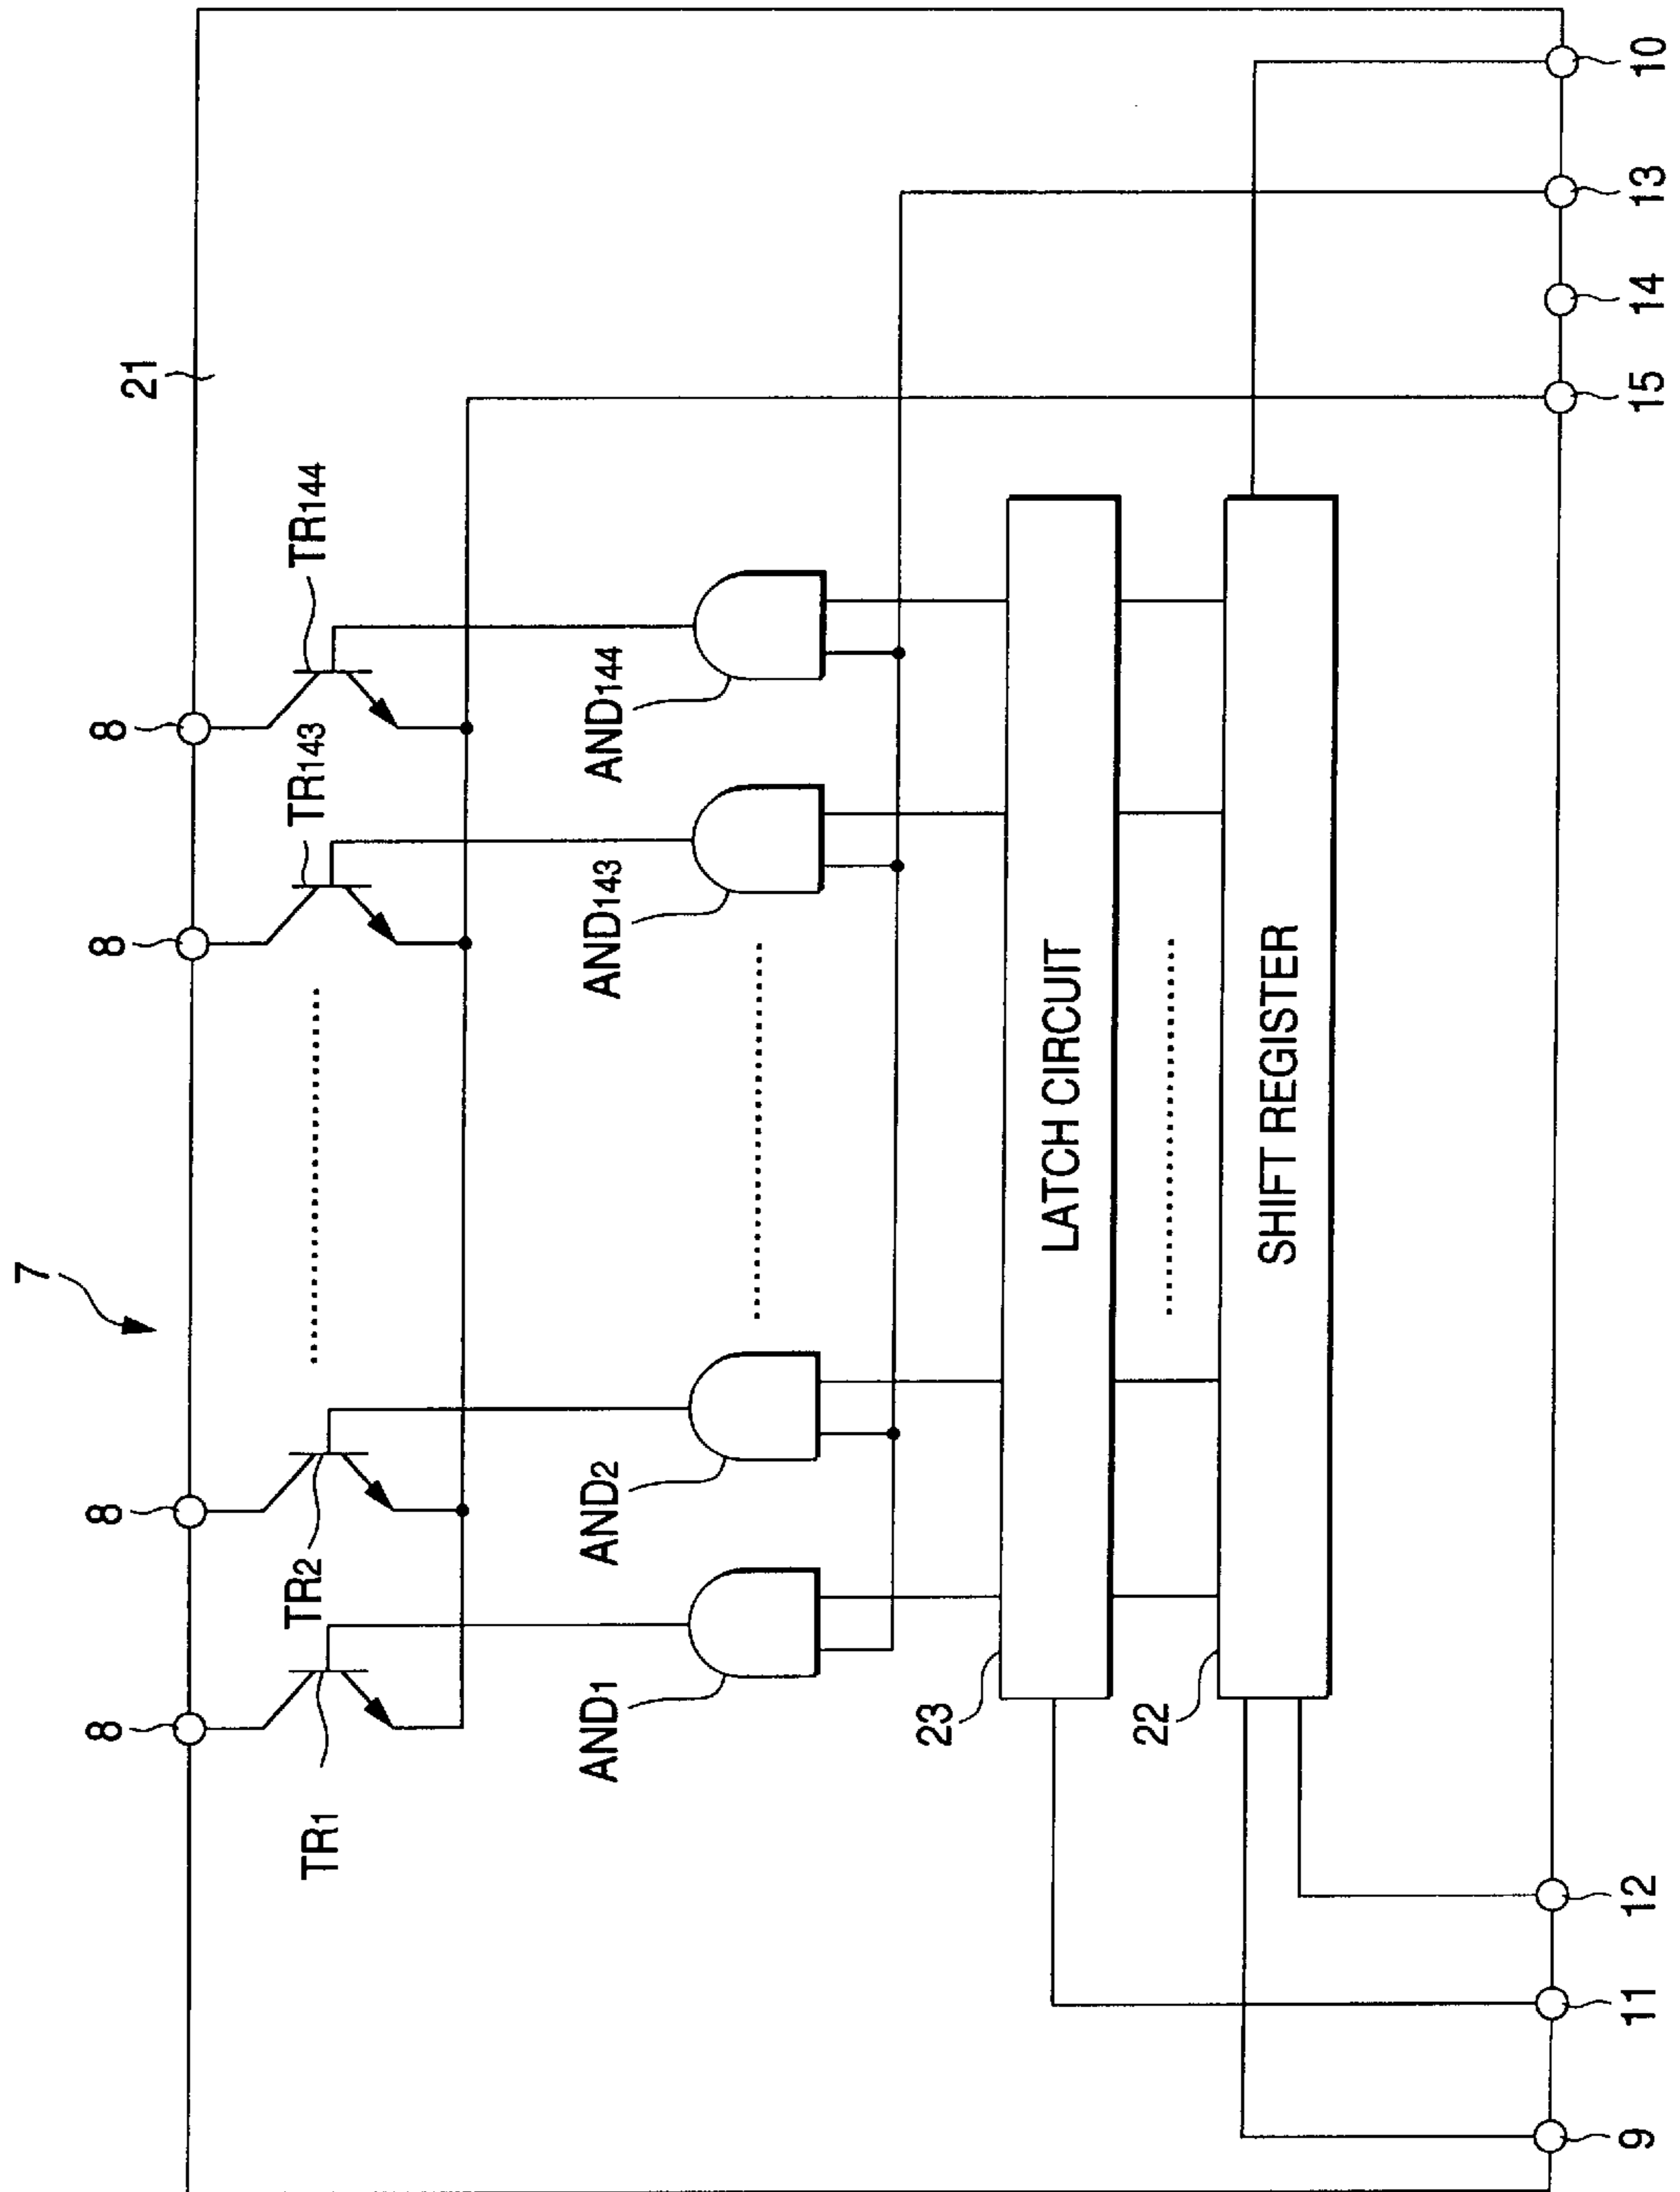 7
21
8
8
8
8
TR1
TR2
TR143
TR144
AND1
AND2
AND143
AND144
23
LATCH CIRCUIT
22
SHIFT REGISTER
9
11
12
15
14
13
10